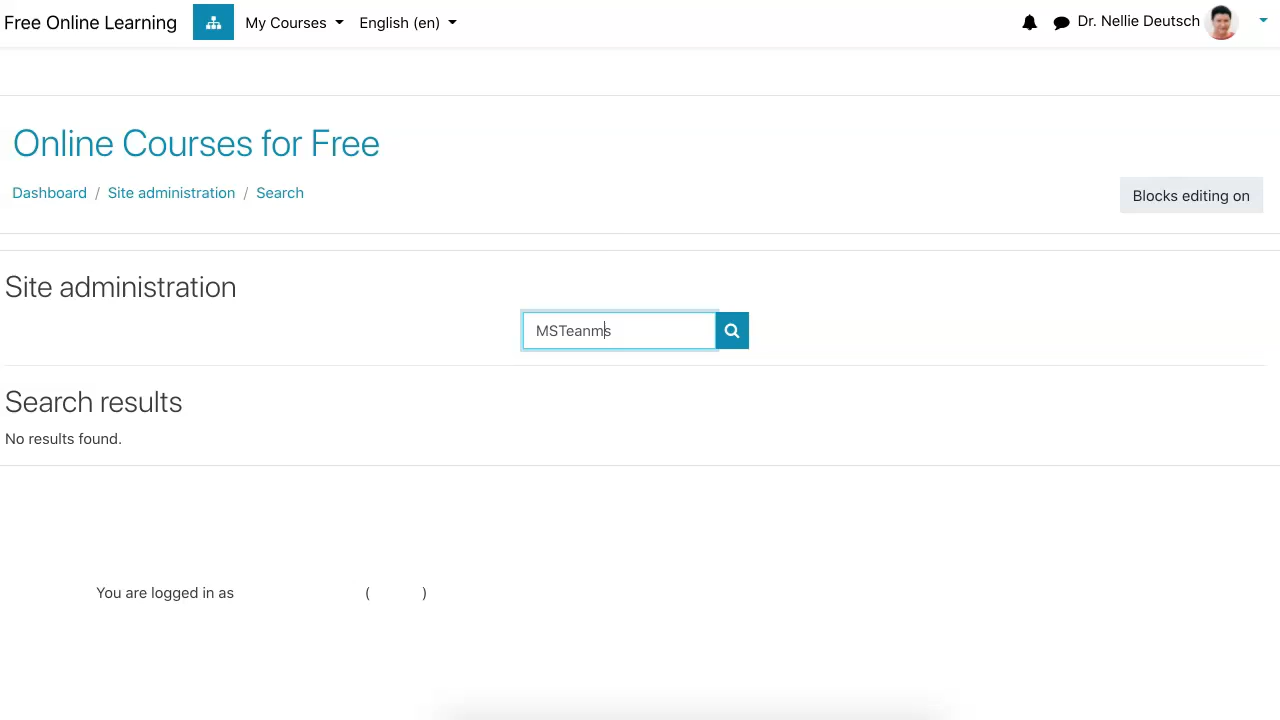 Free Online Learning My Courses English (en) Dr. Nellie Deutsch
Online Courses for Free
Dashboard / Site administration / Search
Blocks editing on
Site administration
MSTeanms
Search results
No results found.
You are logged in as ( )